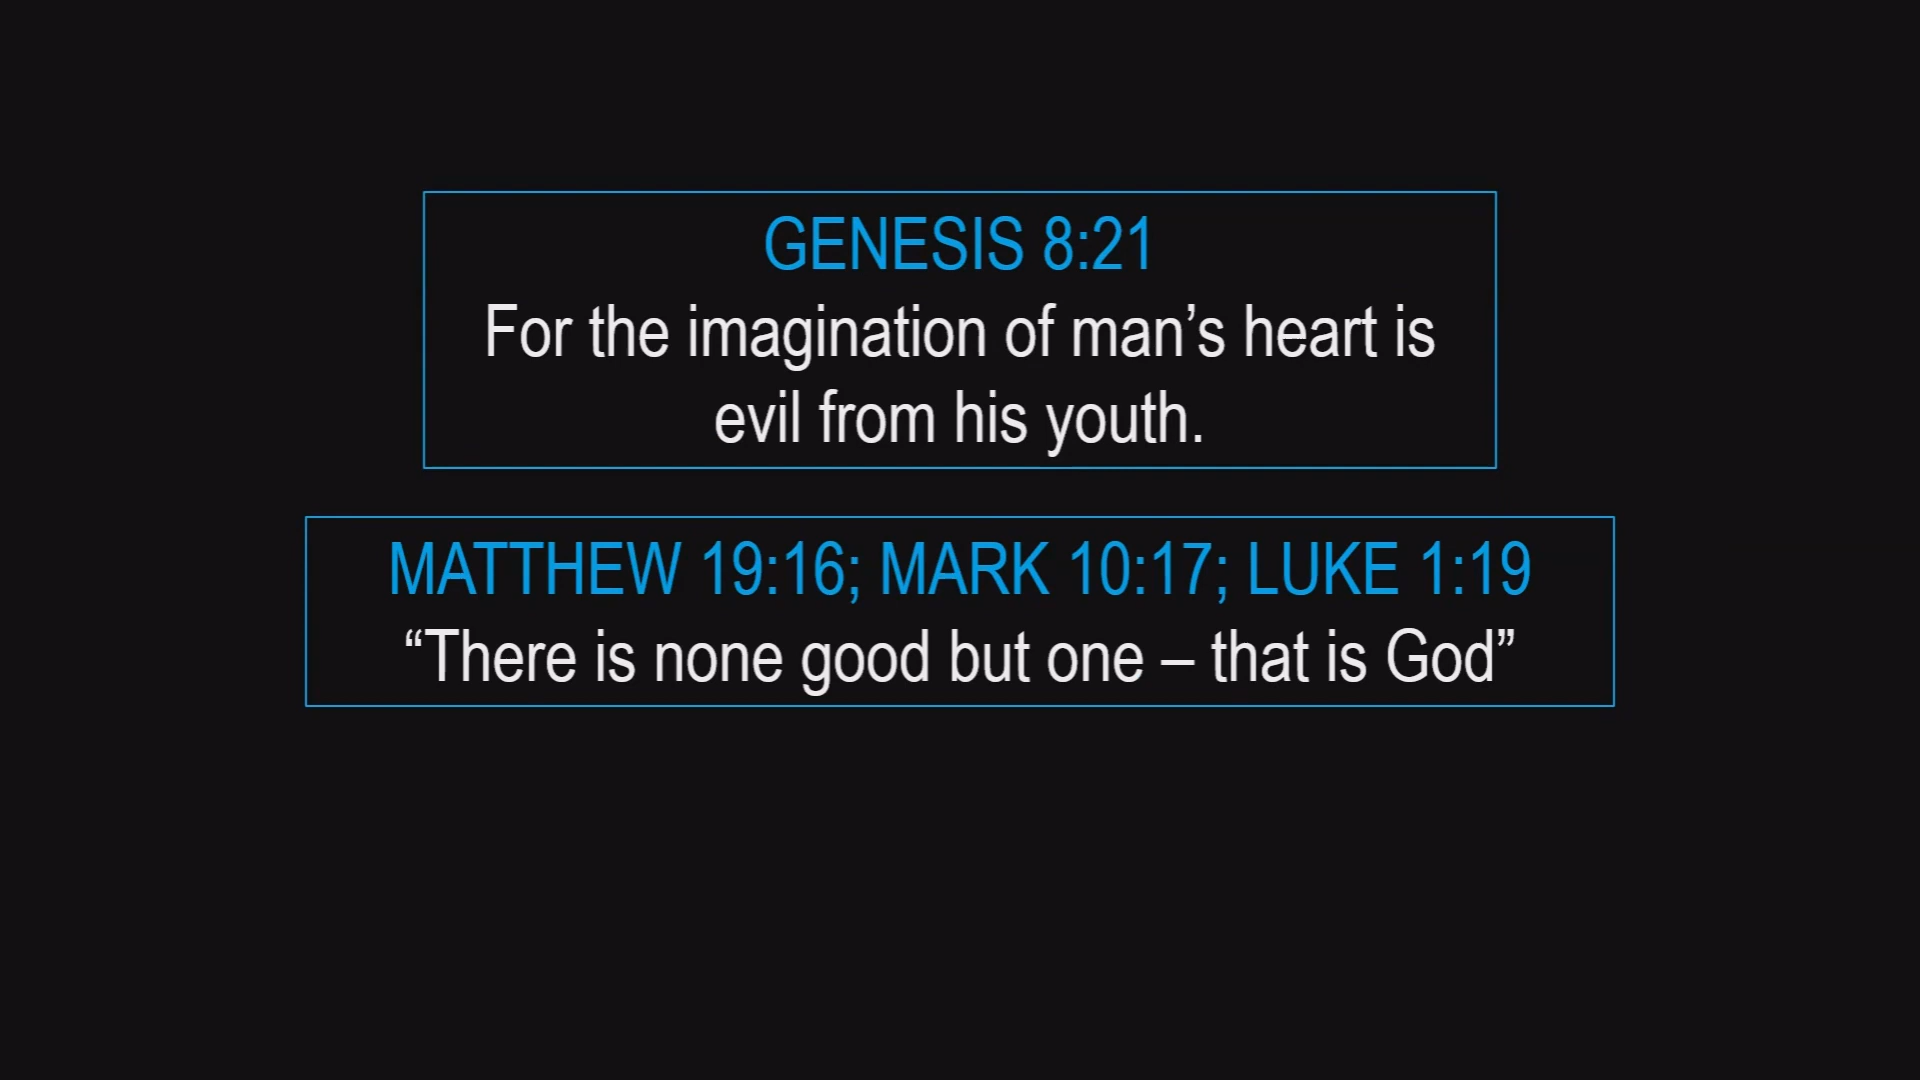 GENESIS 8:21
For the imagination of man’s heart is
evil from his youth.
MATTHEW 19:16; MARK 10:17; LUKE 1:19
“There is none good but one – that is God”